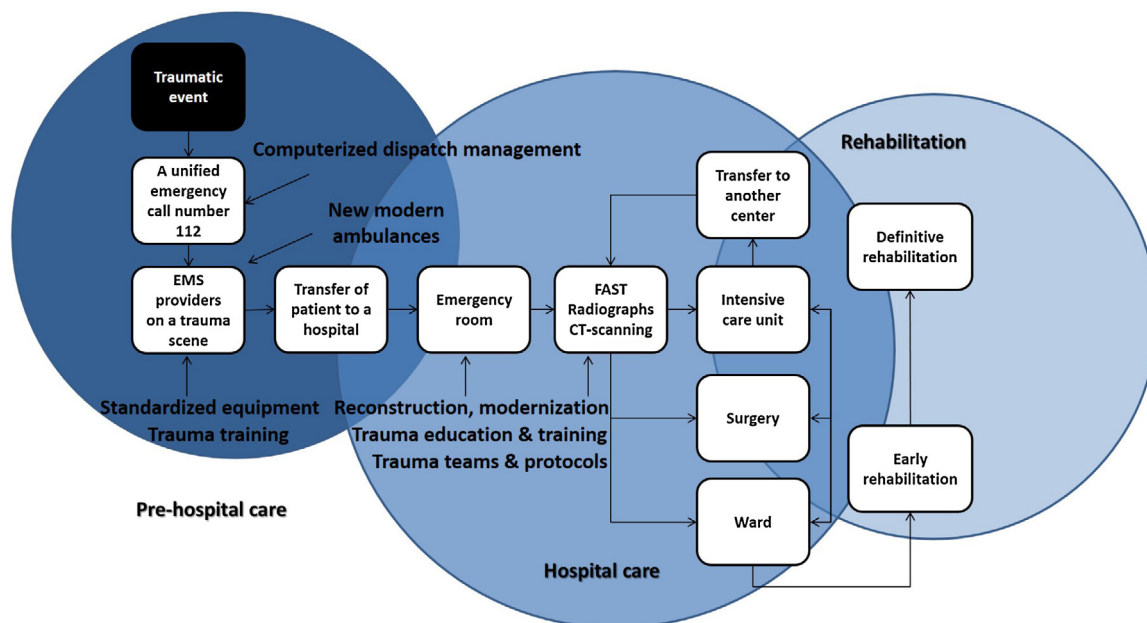 Traumatic
event
Computerized dispatch management
A unified
emergency
call number
112
New modern
ambulances
EMS
providers
on a trauma
scene
Transfer of
patient to a
hospital
Emergency
room
FAST
Radiographs
CT-scanning
Transfer to
another
center
Intensive
care unit
Surgery
Ward
Standardized equipment
Trauma training
Reconstruction, modernization
Trauma education & training
Trauma teams & protocols
Pre-hospital care
Hospital care
Rehabilitation
Definitive
rehabilitation
Early
rehabilitation